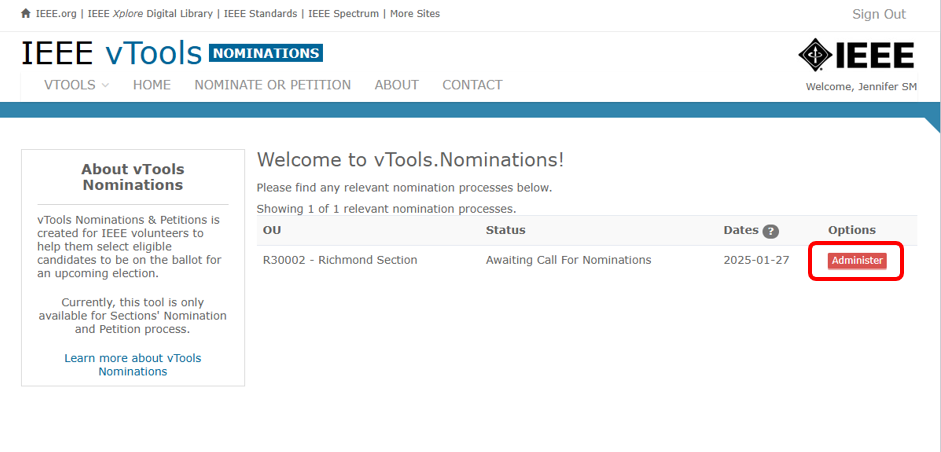 IEEE.org | IEEE Xplore Digital Library | IEEE Standards | IEEE Spectrum | More Sites
Sign Out
IEEE vTools NOMINATIONS
IEEE
VTOOLS HOME NOMINATE OR PETITION ABOUT CONTACT
Welcome, Jennifer SM
About vTools
Nominations
vTools Nominations & Petitions is
created for IEEE volunteers to
help them select eligible
candidates to be on the ballot for
an upcoming election.
Currently, this tool is only
available for Sections' Nomination
and Petition process.
Learn more about vTools
Nominations
Welcome to vTools.Nominations!
Please find any relevant nomination processes below.
Showing 1 of 1 relevant nomination processes.
OU Status Dates ? Options
R30002 - Richmond Section Awaiting Call For Nominations 2025-01-27 Administer